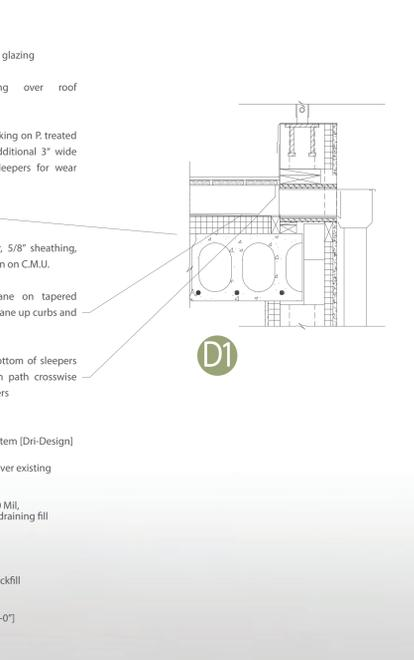 glazing
ng over roof
king on P. treated
dditional 3" wide
leepers for wear
, 5/8" sheathing,
n on C.M.U.
ane on tapered
ane up curbs and
ottom of sleepers
n path crosswise
ers
D1
tem [Dri-Design]
ver existing
Mil,
draining fill
ckfill
-0"]